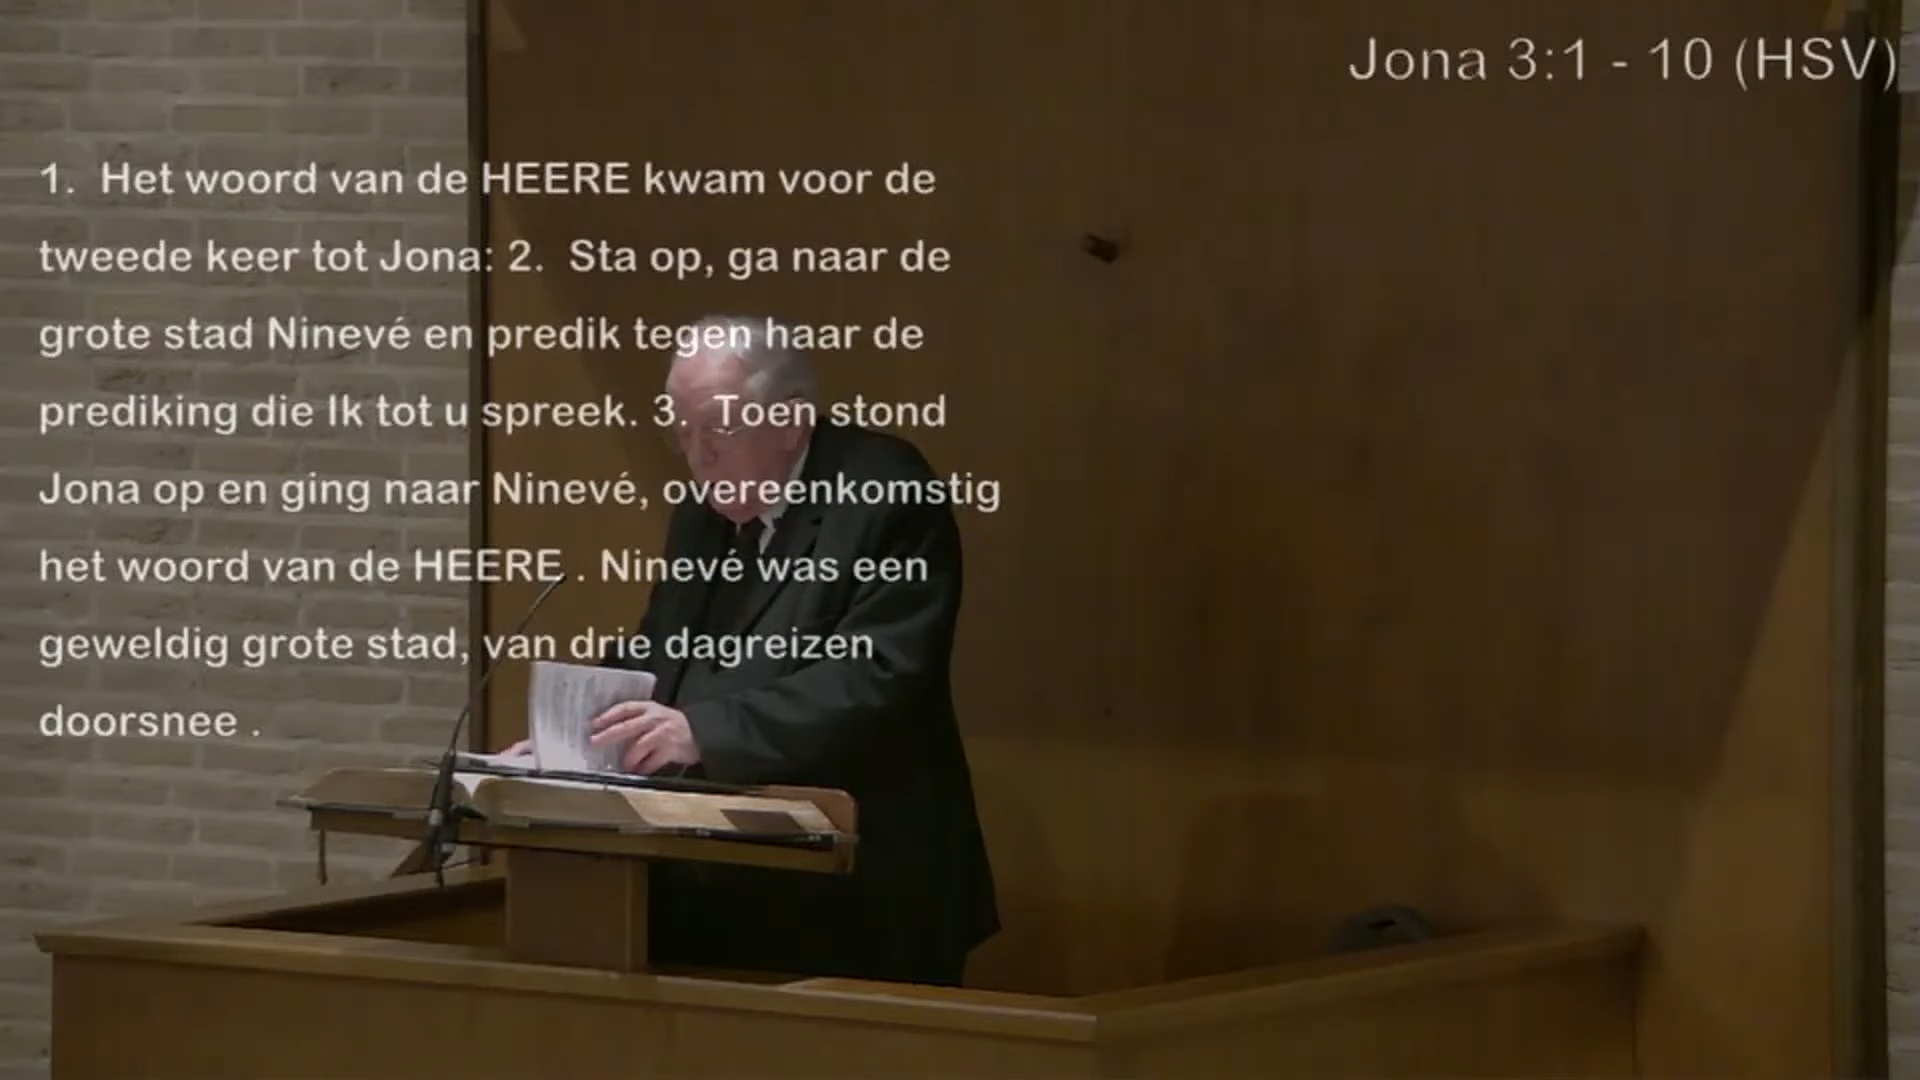 Jona 3:1 - 10 (HSV)
1. Het woord van de HEERE kwam voor de
tweede keer tot Jona: 2. Sta op, ga naar de
grote stad Ninevé en predik tegen haar de
prediking die Ik tot u spreek. 3. Toen stond
Jona op en ging naar Ninevé, overeenkomstig
het woord van de HEERE . Ninevé was een
geweldig grote stad, van drie dagreizen
doorsnee .